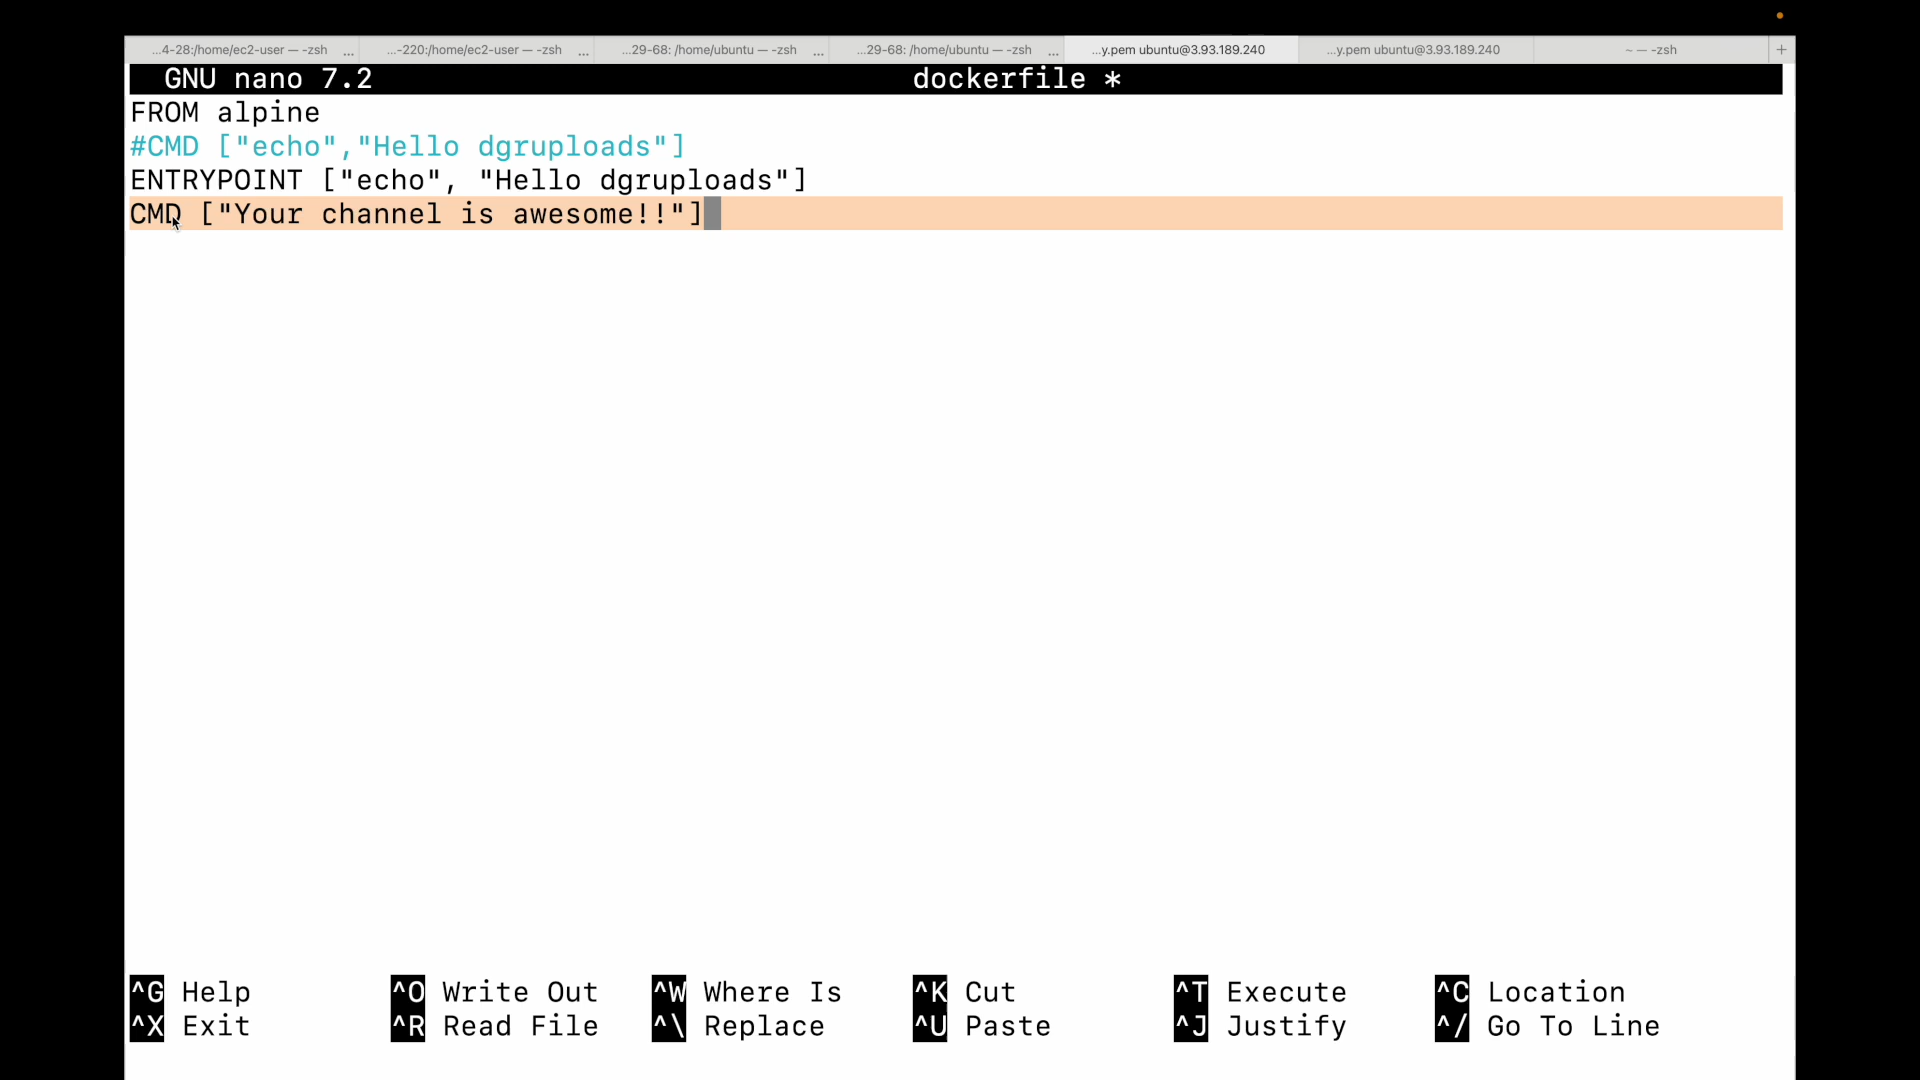 ...4-28:/home/ec2-user — -zsh ... ...-220:/home/ec2-user — -zsh ... ...29-68: /home/ubuntu — -zsh ... ...29-68: /home/ubuntu — -zsh ... ...y.pem ubuntu@3.93.189.240 ...y.pem ubuntu@3.93.189.240 ~ — -zsh +
GNU nano 7.2 dockerfile *
FROM alpine
#CMD ["echo","Hello dgruploads"]
ENTRYPOINT ["echo", "Hello dgruploads"]
CMD ["Your channel is awesome!!"]
^G Help ^O Write Out ^W Where Is ^K Cut ^T Execute ^C Location
^X Exit ^R Read File ^\ Replace ^U Paste ^J Justify ^/ Go To Line